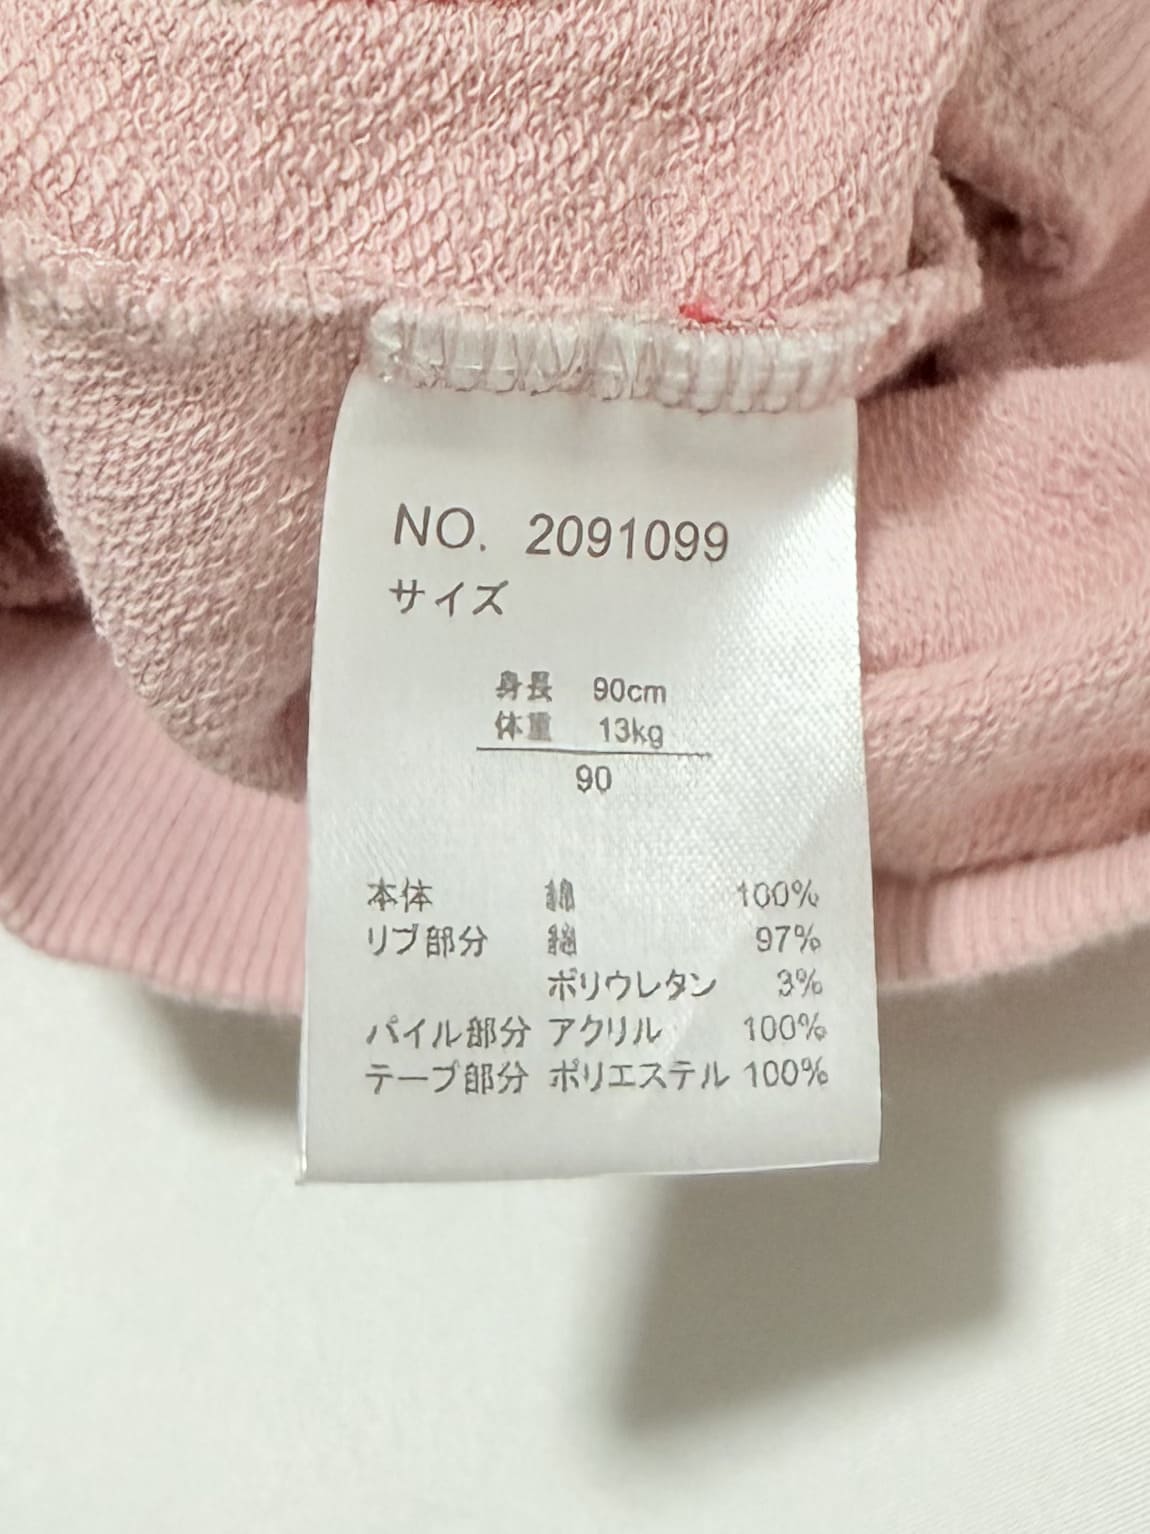 NO. 2091099
サイズ
身長 90cm
体重 13kg
90
本体 綿 100%
リブ部分 綿 97%
ポリウレタン 3%
パイル部分 アクリル 100%
テープ部分 ポリエステル 100%